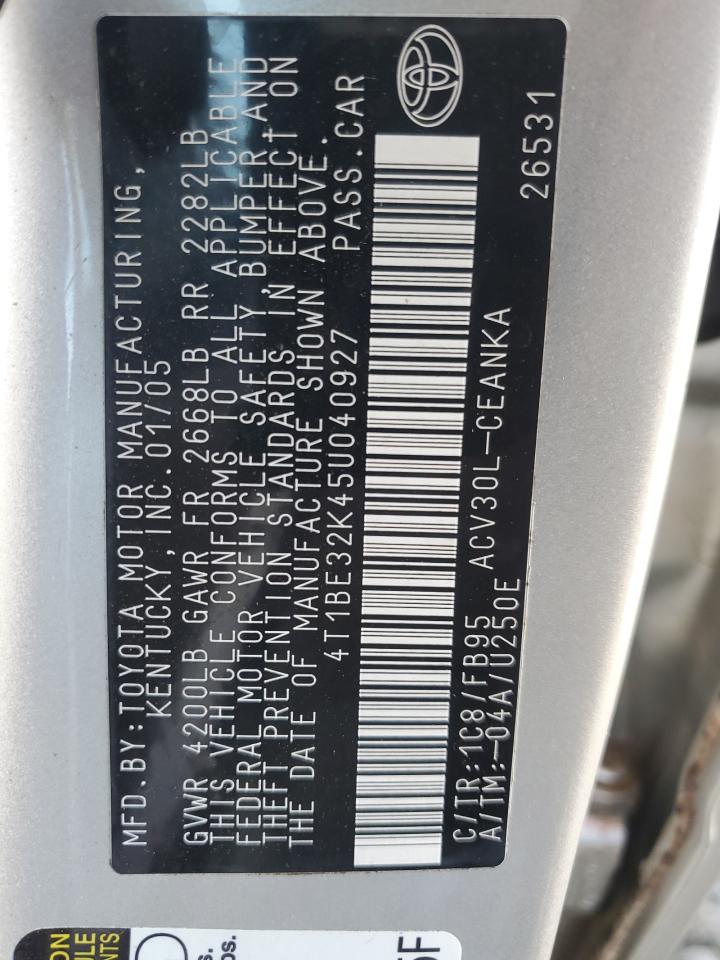 MFD.BY:TOYOTA MOTOR MANUFACTURING,
KENTUCKY,INC.01/05
GVWR 4200LB GAWR FR 2668LB RR 2282LB
THIS VEHICLE CONFORMS TO ALL APPLICABLE
FEDERAL MOTOR VEHICLE SAFETY, BUMPER AND
THEFT PREVENTION STANDARDS IN EFFECT ON
THE DATE OF MANUFACTURE SHOWN ABOVE.
4T1BE32K45U040927 PASS.CAR
C/TR:1C8/FB95 ACV30L-CEANKA 26531
A/TM:-04A/U250E